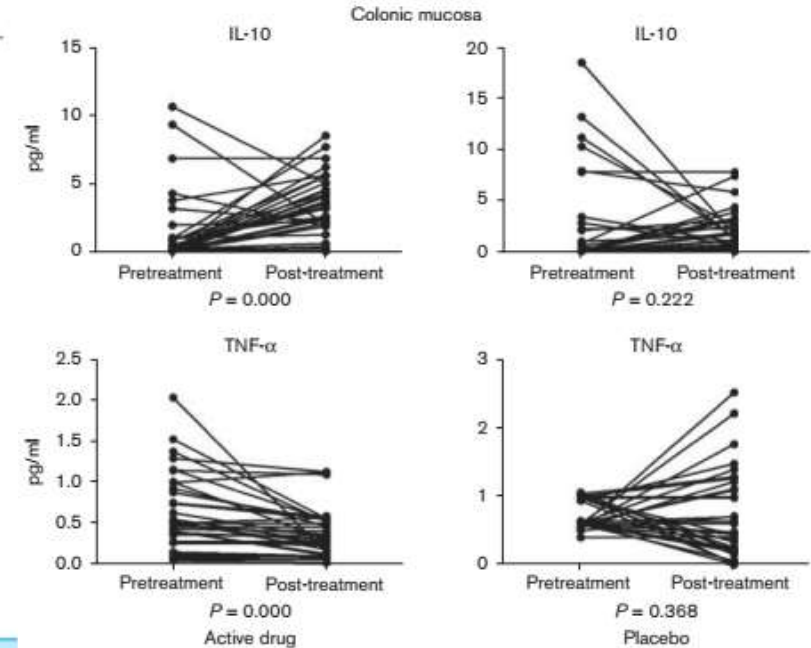 Colonic mucosa
IL-10
15
10
5
0
pg/ml
Pretreatment Post-treatment
P = 0.000
IL-10
20
15
10
5
0
Pretreatment Post-treatment
P = 0.222
TNF-α
2.5
2.0
1.5
1.0
0.5
0.0
pg/ml
Pretreatment Post-treatment
P = 0.000
Active drug
TNF-α
3
2
1
0
Pretreatment Post-treatment
P = 0.368
Placebo